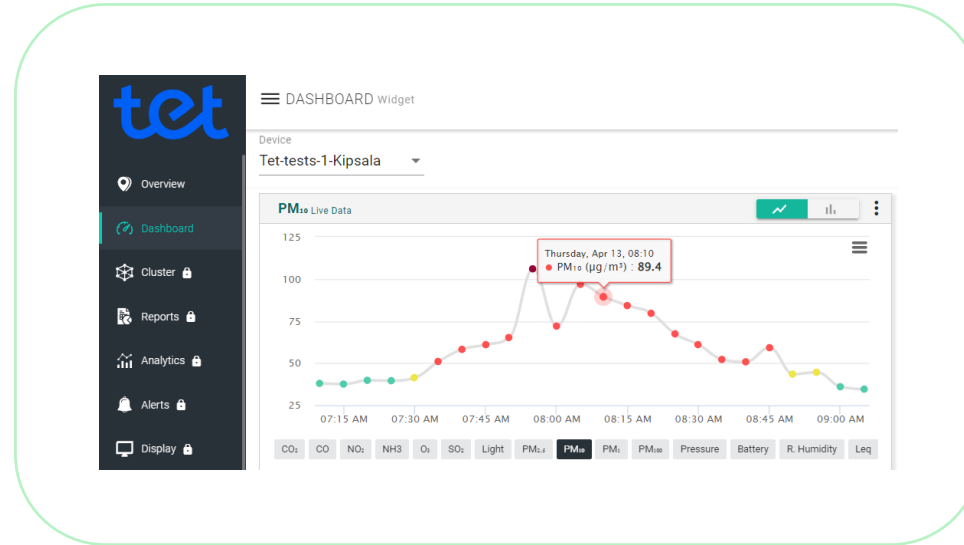 tet
DASHBOARD Widget
Device
Tet-tests-1-Kipsala
Overview
Dashboard
Cluster
Reports
Analytics
Alerts
Display
PM₁₀ Live Data
125
100
75
50
25
Thursday, Apr 13, 08:10
PM₁₀ (μg/m³) : 89.4
07:15 AM 07:30 AM 07:45 AM 08:00 AM 08:15 AM 08:30 AM 08:45 AM 09:00 AM
CO₂ CO NO₂ NH3 O₃ SO₂ Light PM₂.₅ PM₁₀ PM₁ PM₁₀₀ Pressure Battery R. Humidity Leq